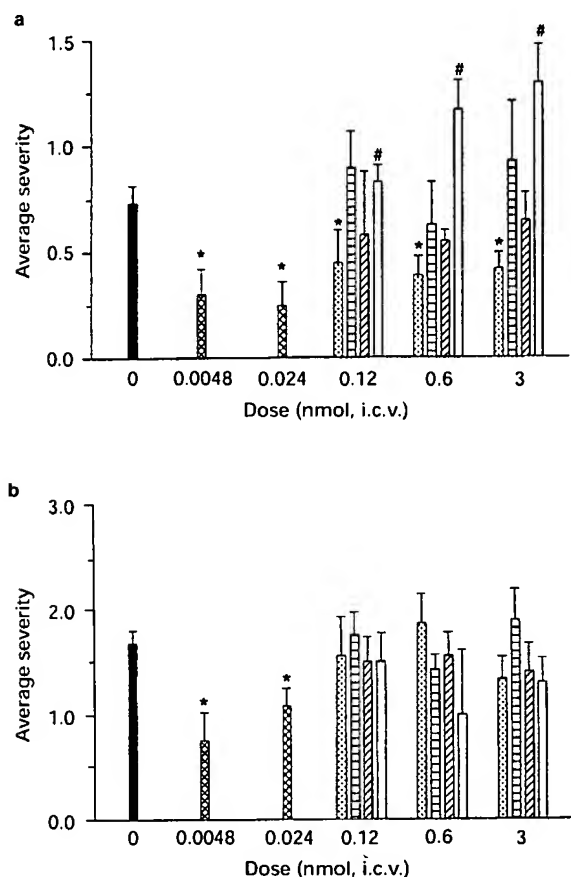 a
1.5
1.0
0.5
0.0
Average severity
* * * # * # * #
0 0.0048 0.024 0.12 0.6 3
Dose (nmol, i.c.v.)
b
3.0
2.0
1.0
0.0
Average severity
* *
0 0.0048 0.024 0.12 0.6 3
Dose (nmol, i.c.v.)